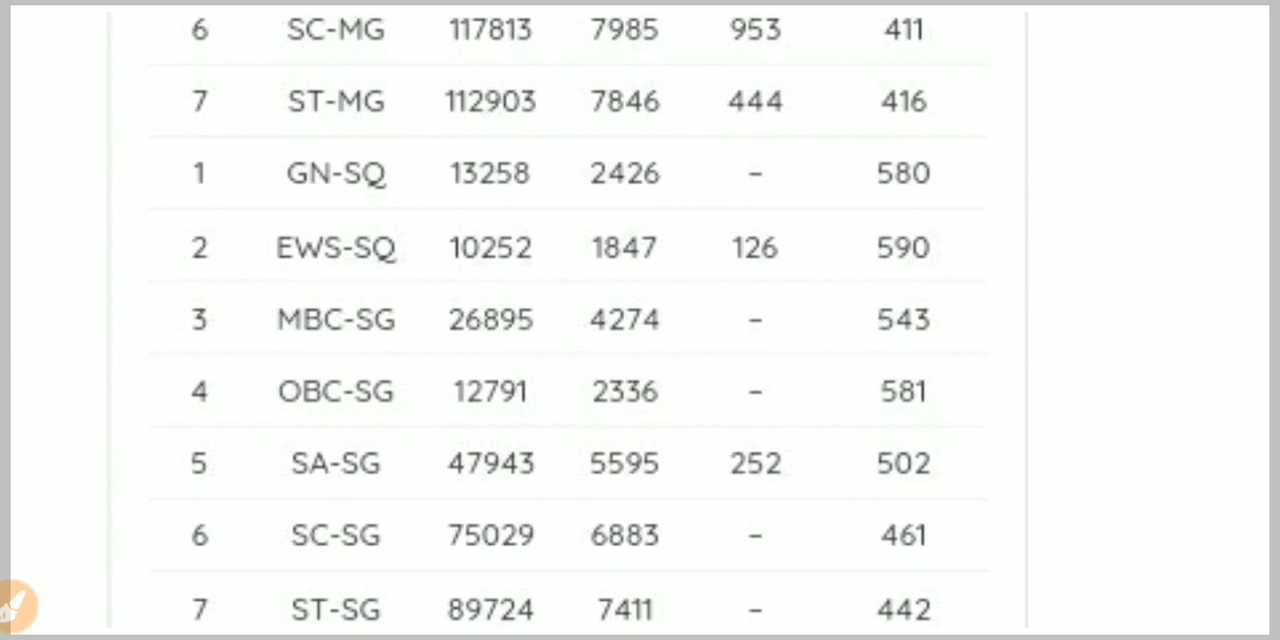 6 SC-MG 117813 7985 953 411
7 ST-MG 112903 7846 444 416
1 GN-SQ 13258 2426 – 580
2 EWS-SQ 10252 1847 126 590
3 MBC-SG 26895 4274 – 543
4 OBC-SG 12791 2336 – 581
5 SA-SG 47943 5595 252 502
6 SC-SG 75029 6883 – 461
7 ST-SG 89724 7411 – 442